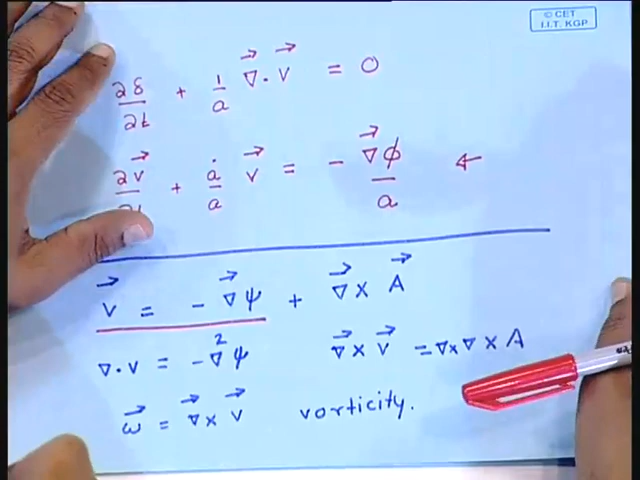 © CET
I.I.T. KGP
∂δ/∂t + 1/a ∇⃗·v⃗ = 0
∂v⃗/∂t + ȧ/a v⃗ = - ∇⃗ϕ/a ←
v⃗ = - ∇⃗ψ + ∇⃗ x A⃗
∇·v = -∇²ψ ∇⃗ x v⃗ = ∇x∇ x A
ω⃗ = ∇⃗x v⃗ vorticity.